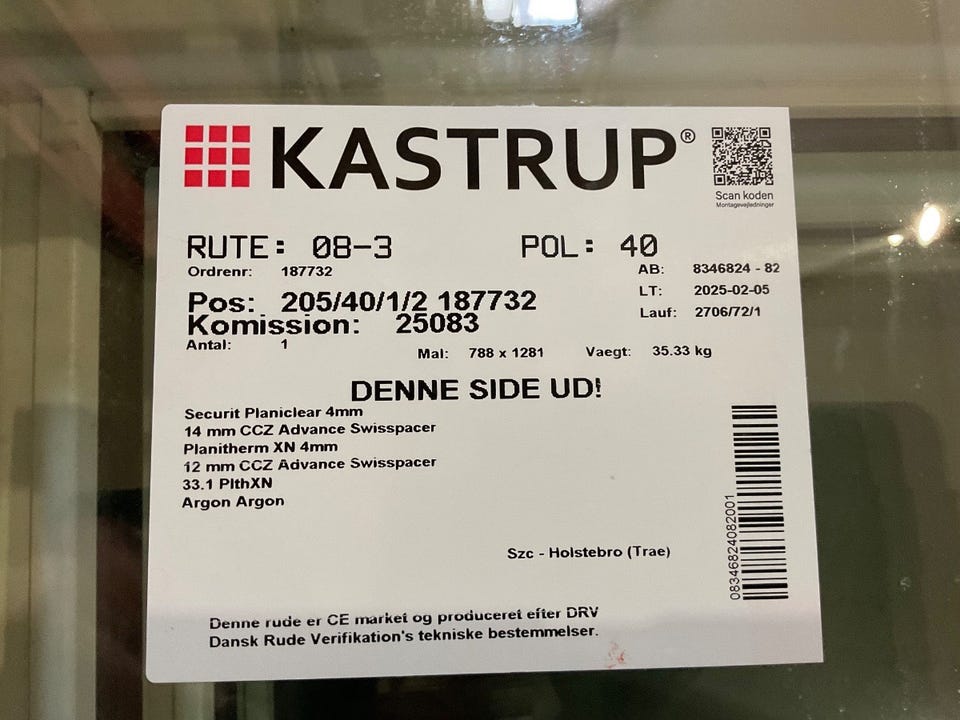 KASTRUP®
Scan koden
Montagevejledninger
RUTE: 08-3 POL: 40
Ordrenr: 187732 AB: 8346824 - 82
Pos: 205/40/1/2 187732 LT: 2025-02-05
Komission: 25083 Lauf: 2706/72/1
Antal: 1 Mal: 788 x 1281 Vaegt: 35.33 kg
DENNE SIDE UD!
Securit Planiclear 4mm
14 mm CCZ Advance Swisspacer
Planitherm XN 4mm
12 mm CCZ Advance Swisspacer
33.1 PlthXN
Argon Argon
08346824082001
Szc - Holstebro (Trae)
Denne rude er CE market og produceret efter DRV
Dansk Rude Verifikation's tekniske bestemmelser.